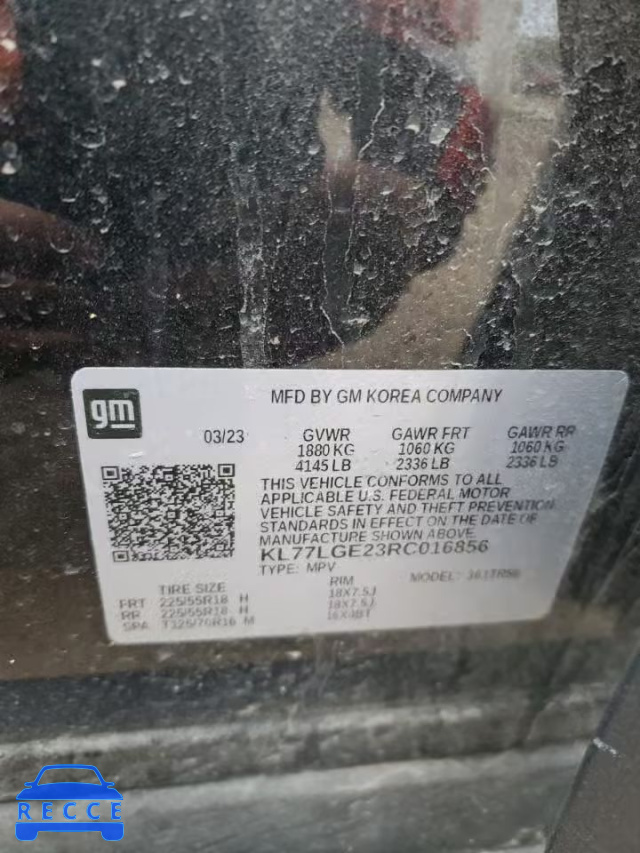 gm
MFD BY GM KOREA COMPANY
03/23 GVWR GAWR FRT GAWR RR
1880 KG 1060 KG 1060 KG
4145 LB 2336 LB 2336 LB
THIS VEHICLE CONFORMS TO ALL
APPLICABLE U.S. FEDERAL MOTOR
VEHICLE SAFETY AND THEFT PREVENTION
STANDARDS IN EFFECT ON THE DATE OF
MANUFACTURE SHOWN ABOVE.
KL77LGE23RC016856
TYPE: MPV MODEL:
TIRE SIZE RIM
FRT 225/55R18 H 18X7.5J
RR 225/55R18 H 18X7.5J
SPA M
RECCE